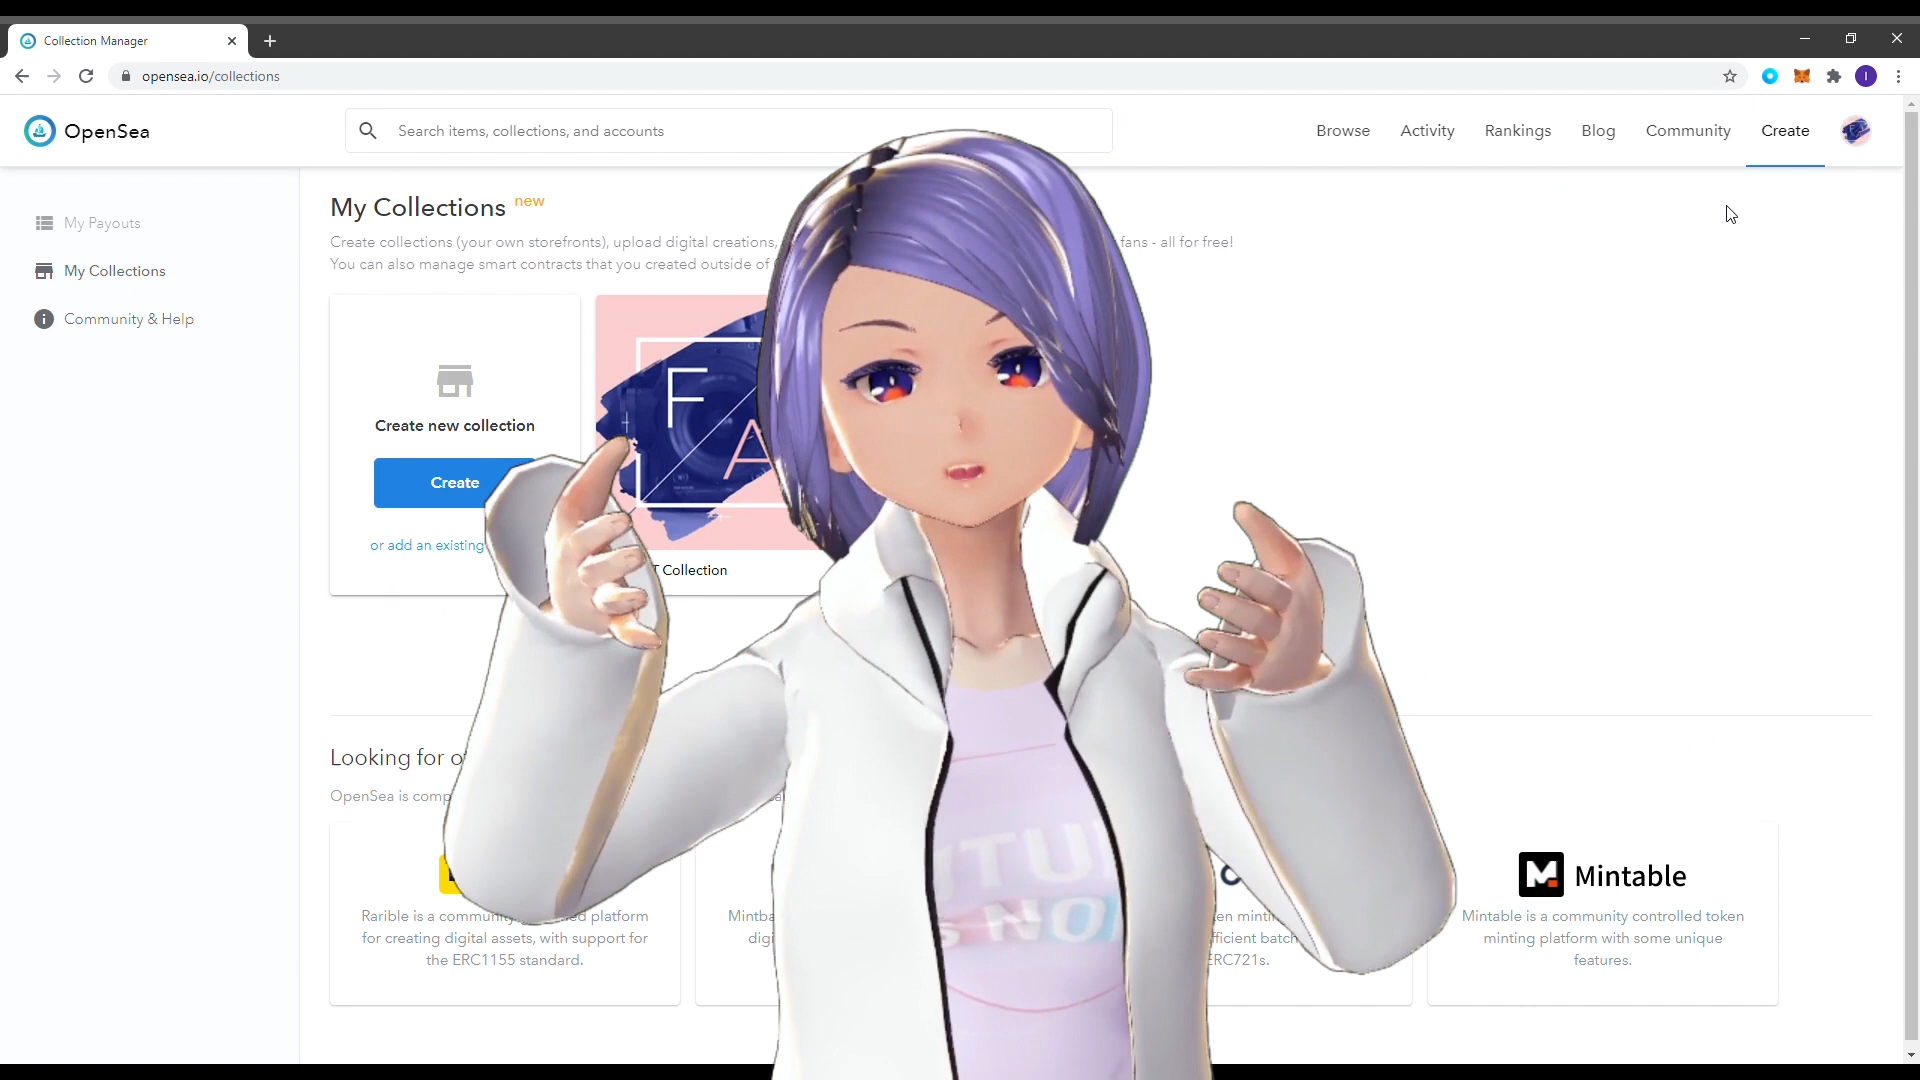 Collection Manager
opensea.io/collections
I
OpenSea
Search items, collections, and accounts
Browse
Activity
Rankings
Blog
Community
Create
My Payouts
My Collections
Community & Help
My Collections new
Create collections (your own storefronts), upload digital creations, fans - all for free!
You can also manage smart contracts that you created outside of
Create new collection
Create
or add an existing
F
A
T Collection
Looking for
OpenSea is
Rarible is a community platform
for creating digital assets, with support for
the ERC1155 standard.
ERC721s.
Mintable
Mintable is a community controlled token
minting platform with some unique
features.